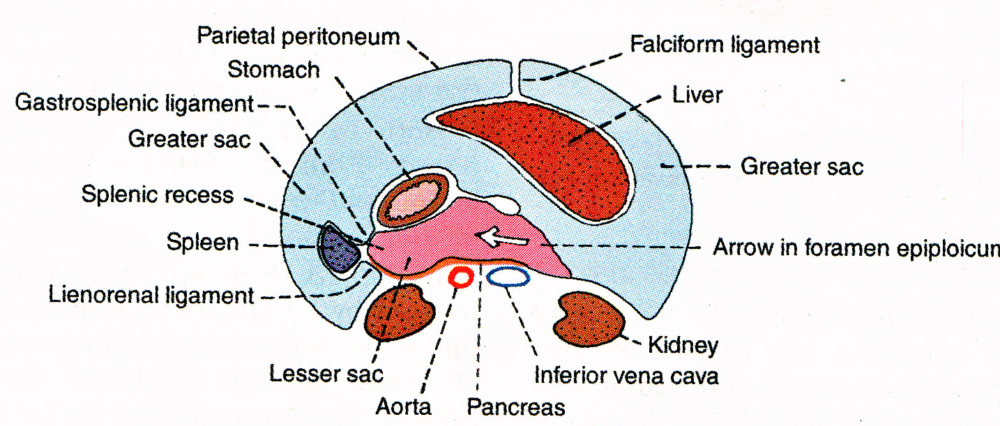 Parietal peritoneum
Falciform ligament
Stomach
Liver
Gastrosplenic ligament
Greater sac
Greater sac
Splenic recess
Spleen
Arrow in foramen epiploicum
Lienorenal ligament
Kidney
Lesser sac
Inferior vena cava
Aorta
Pancreas